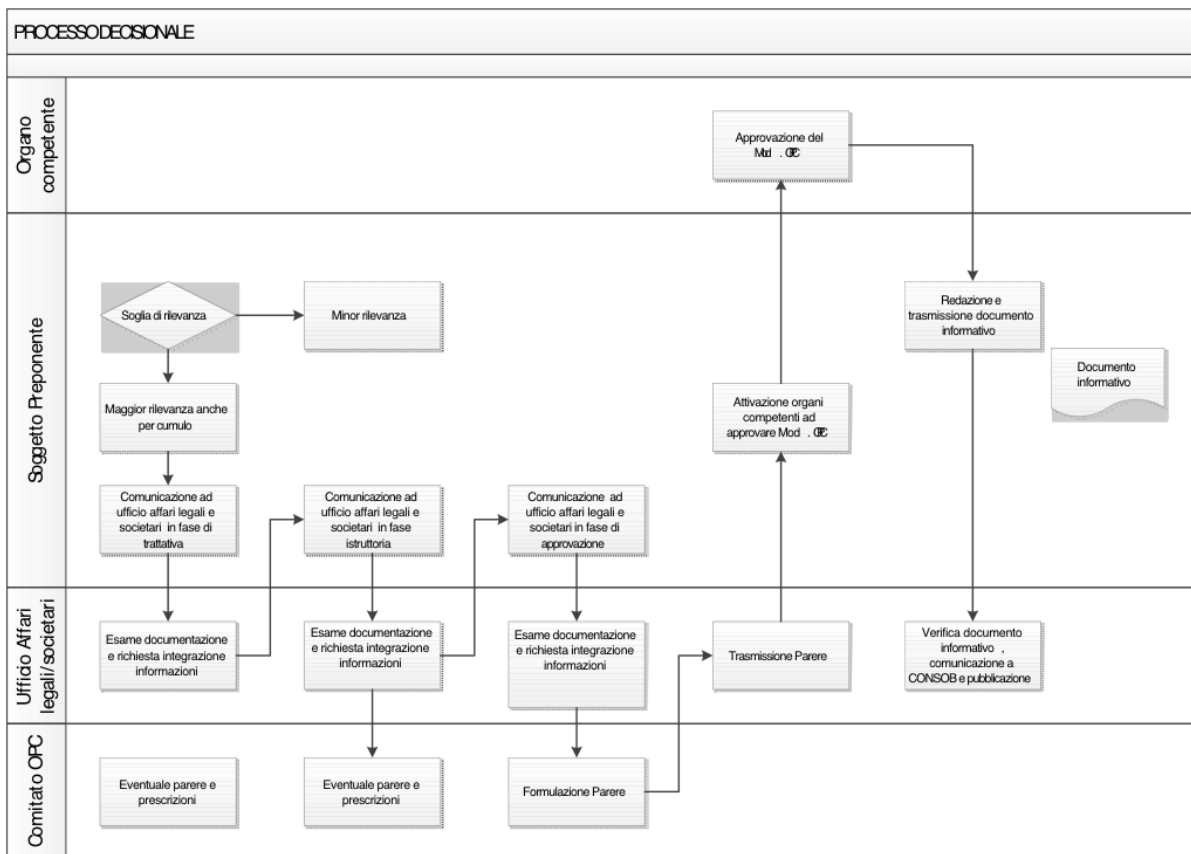 PROCESSO DECISIONALE
Organo
competente
Approvazione del
Mod . OPC
Soggetto Preponente
Soglia di rilevanza
Minor rilevanza
Redazione e
trasmissione documento
informativo
Documento
informativo
Maggior rilevanza anche
per cumulo
Attivazione organi
competenti ad
approvare Mod . OPC
Comunicazione ad
ufficio affari legali e
societari in fase di
trattativa
Comunicazione ad
ufficio affari legali e
societari in fase
istruttoria
Comunicazione ad
ufficio affari legali e
societari in fase di
approvazione
Ufficio Affari
legali/societari
Esame documentazione
e richiesta integrazione
informazioni
Esame documentazione
e richiesta integrazione
informazioni
Esame documentazione
e richiesta integrazione
informazioni
Trasmissione Parere
Verifica documento
informativo ,
comunicazione a
CONSOB e pubblicazione
Comitato OPC
Eventuale parere e
prescrizioni
Eventuale parere e
prescrizioni
Formulazione Parere